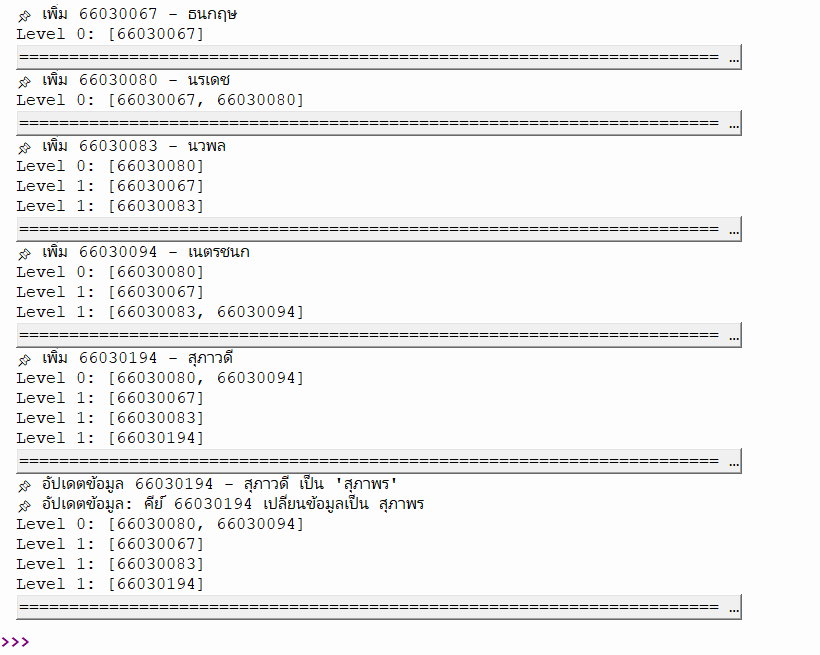 📌 เพิ่ม 66030067 - ธนกฤษ
Level 0: [66030067]
====================================================================== …
📌 เพิ่ม 66030080 - นรเดช
Level 0: [66030067, 66030080]
====================================================================== …
📌 เพิ่ม 66030083 - นวพล
Level 0: [66030080]
Level 1: [66030067]
Level 1: [66030083]
====================================================================== …
📌 เพิ่ม 66030094 - เนตรชนก
Level 0: [66030080]
Level 1: [66030067]
Level 1: [66030083, 66030094]
====================================================================== …
📌 เพิ่ม 66030194 - สุภาวดี
Level 0: [66030080, 66030094]
Level 1: [66030067]
Level 1: [66030083]
Level 1: [66030194]
====================================================================== …
📌 อัปเดตข้อมูล 66030194 - สุภาวดี เป็น 'สุภาพร'
📌 อัปเดตข้อมูล: คีย์ 66030194 เปลี่ยนข้อมูลเป็น สุภาพร
Level 0: [66030080, 66030094]
Level 1: [66030067]
Level 1: [66030083]
Level 1: [66030194]
====================================================================== …
>>>